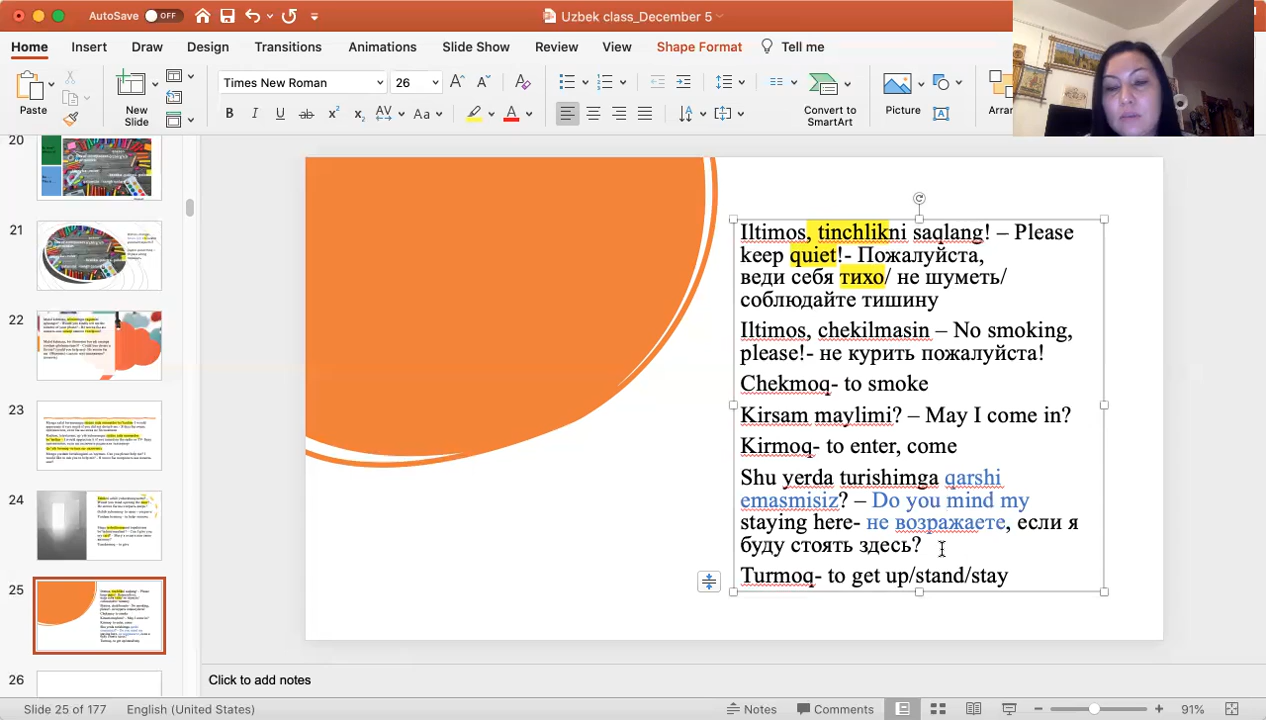 AutoSave OFF
Uzbek class_December 5
Home Insert Draw Design Transitions Animations Slide Show Review View Shape Format Tell me
Times New Roman 26
Paste New Slide Convert to SmartArt Picture Arran
20
21
22
23
24
25
26
Iltimos, tinchlikni saqlang! – Please
keep quiet!- Пожалуйста,
веди себя тихо/ не шуметь/
соблюдайте тишину
Iltimos, chekilmasin – No smoking,
please!- не курить пожалуйста!
Chekmoq- to smoke
Kirsam maylimi? – May I come in?
Kirmoq- to enter, come
Shu yerda turishimga qarshi
emasmisiz? – Do you mind my
staying here- не возражаете, если я
буду стоять здесь?
Turmoq- to get up/stand/stay
Click to add notes
Slide 25 of 177 English (United States) Notes Comments 91%